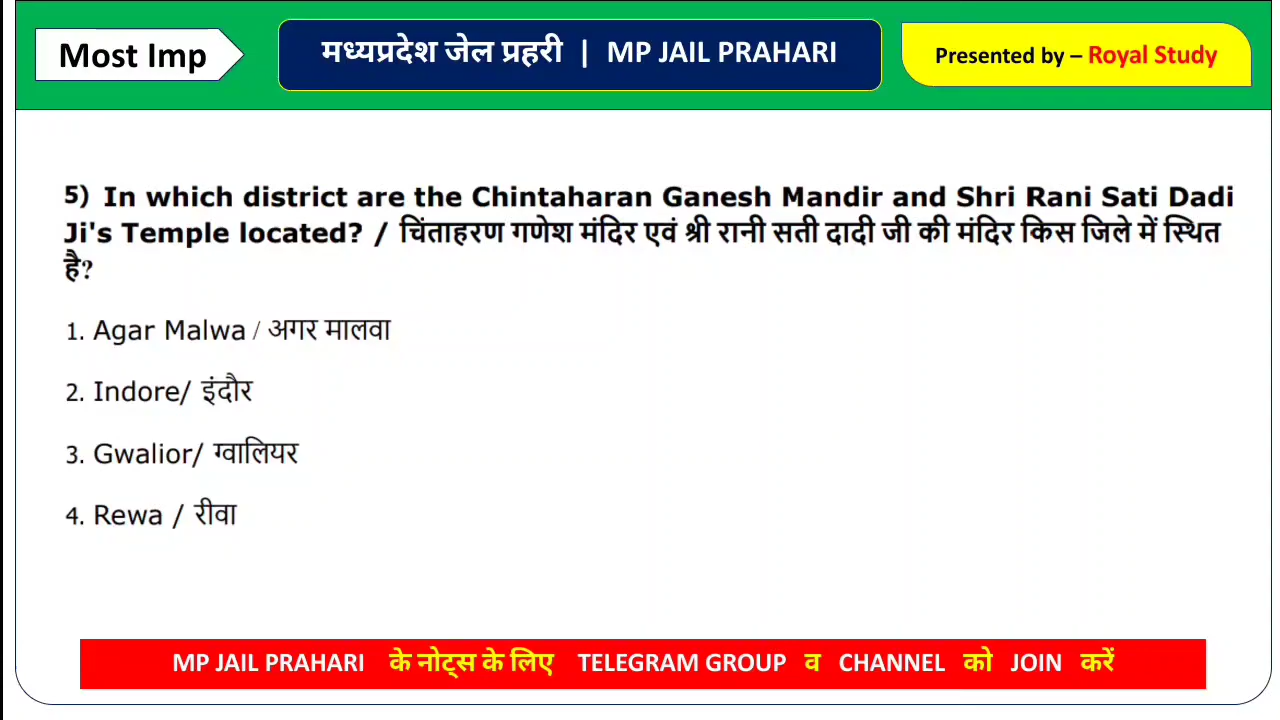 Most Imp
मध्यप्रदेश जेल प्रहरी | MP JAIL PRAHARI
Presented by – Royal Study
5) In which district are the Chintaharan Ganesh Mandir and Shri Rani Sati Dadi
Ji's Temple located? / चिंताहरण गणेश मंदिर एवं श्री रानी सती दादी जी की मंदिर किस जिले में स्थित
है?
1. Agar Malwa / अगर मालवा
2. Indore/ इंदौर
3. Gwalior/ ग्वालियर
4. Rewa / रीवा
MP JAIL PRAHARI के नोट्स के लिए TELEGRAM GROUP व CHANNEL को JOIN करें